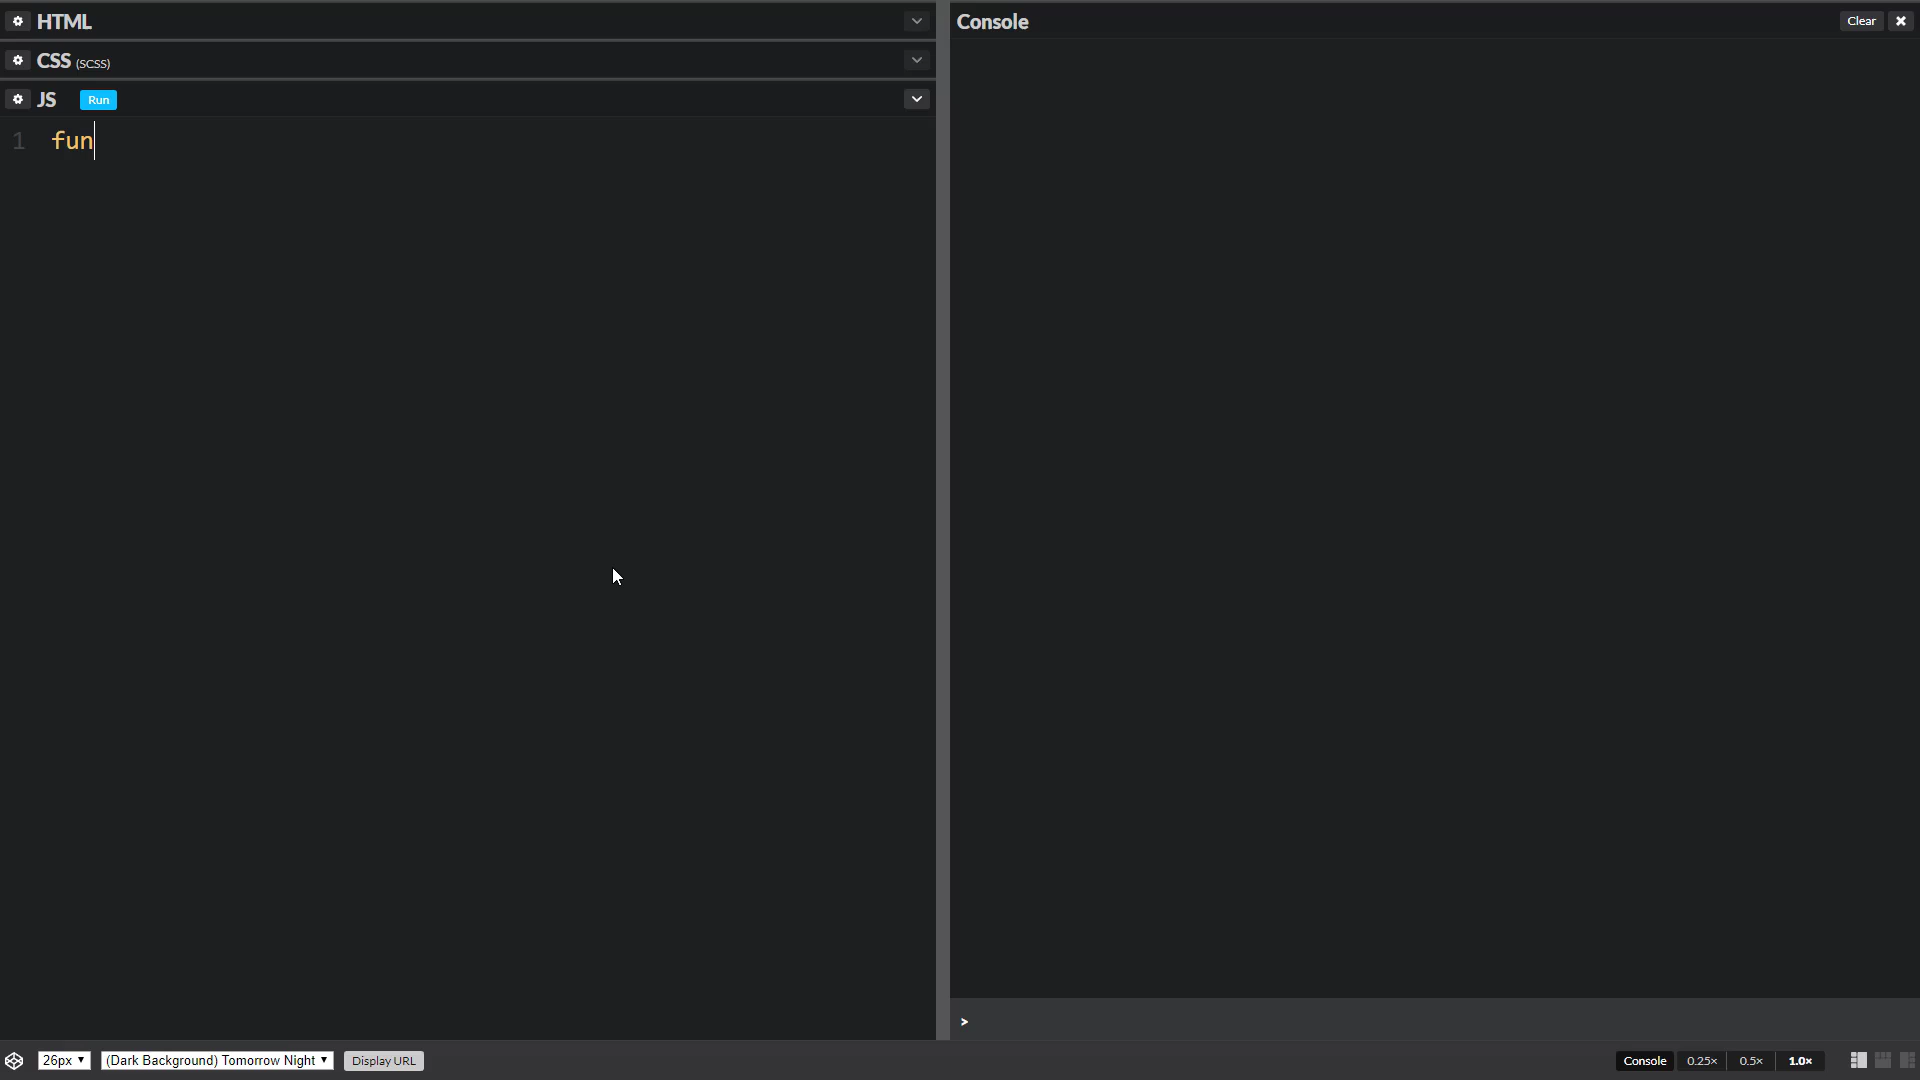 HTML
CSS (SCSS)
JS Run
1 fun
Console Clear
>
26px (Dark Background) Tomorrow Night Display URL
Console 0.25× 0.5× 1.0×